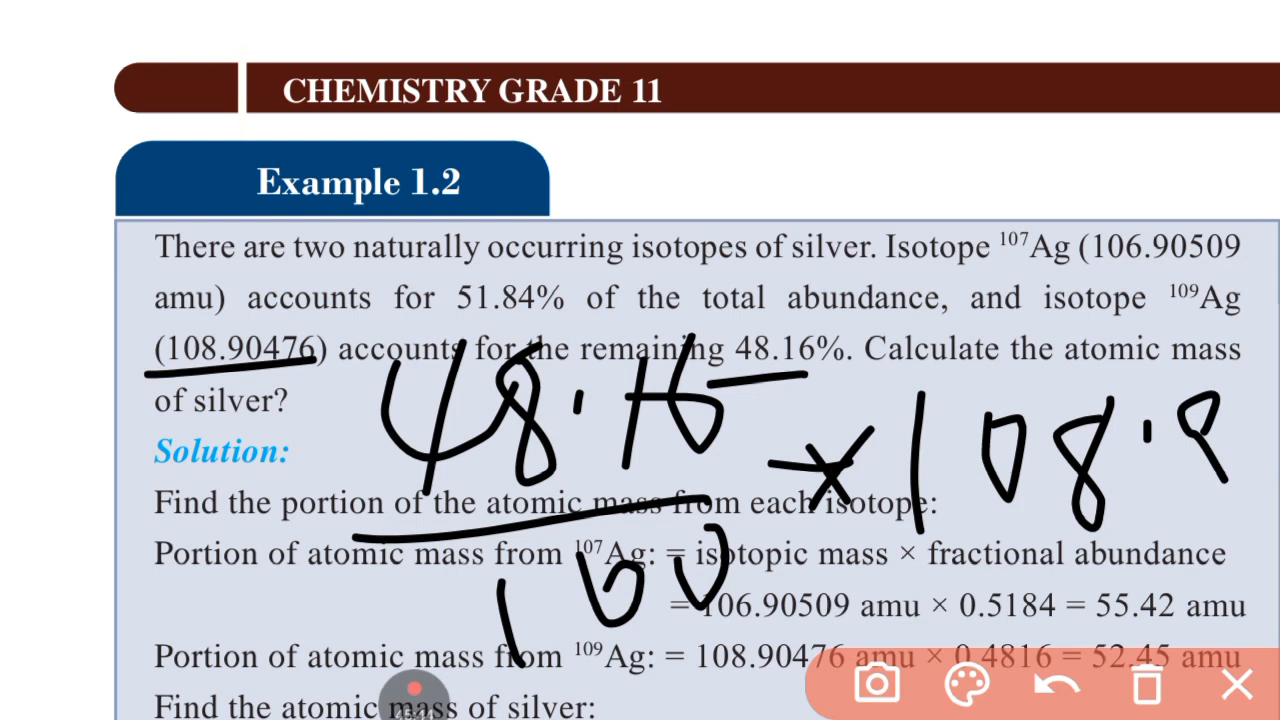 CHEMISTRY GRADE 11
Example 1.2
There are two naturally occurring isotopes of silver. Isotope ¹⁰⁷Ag (106.90509
amu) accounts for 51.84% of the total abundance, and isotope ¹⁰⁹Ag
(108.90476) accounts for the remaining 48.16%. Calculate the atomic mass
of silver?
48.16 × 108.9
100
Solution:
Find the portion of the atomic mass from each isotope:
Portion of atomic mass from ¹⁰⁷Ag: = isotopic mass × fractional abundance
= 106.90509 amu × 0.5184 = 55.42 amu
Portion of atomic mass from ¹⁰⁹Ag: = 108.90476 amu × 0.4816 = 52.45 amu
Find the atomic mass of silver: